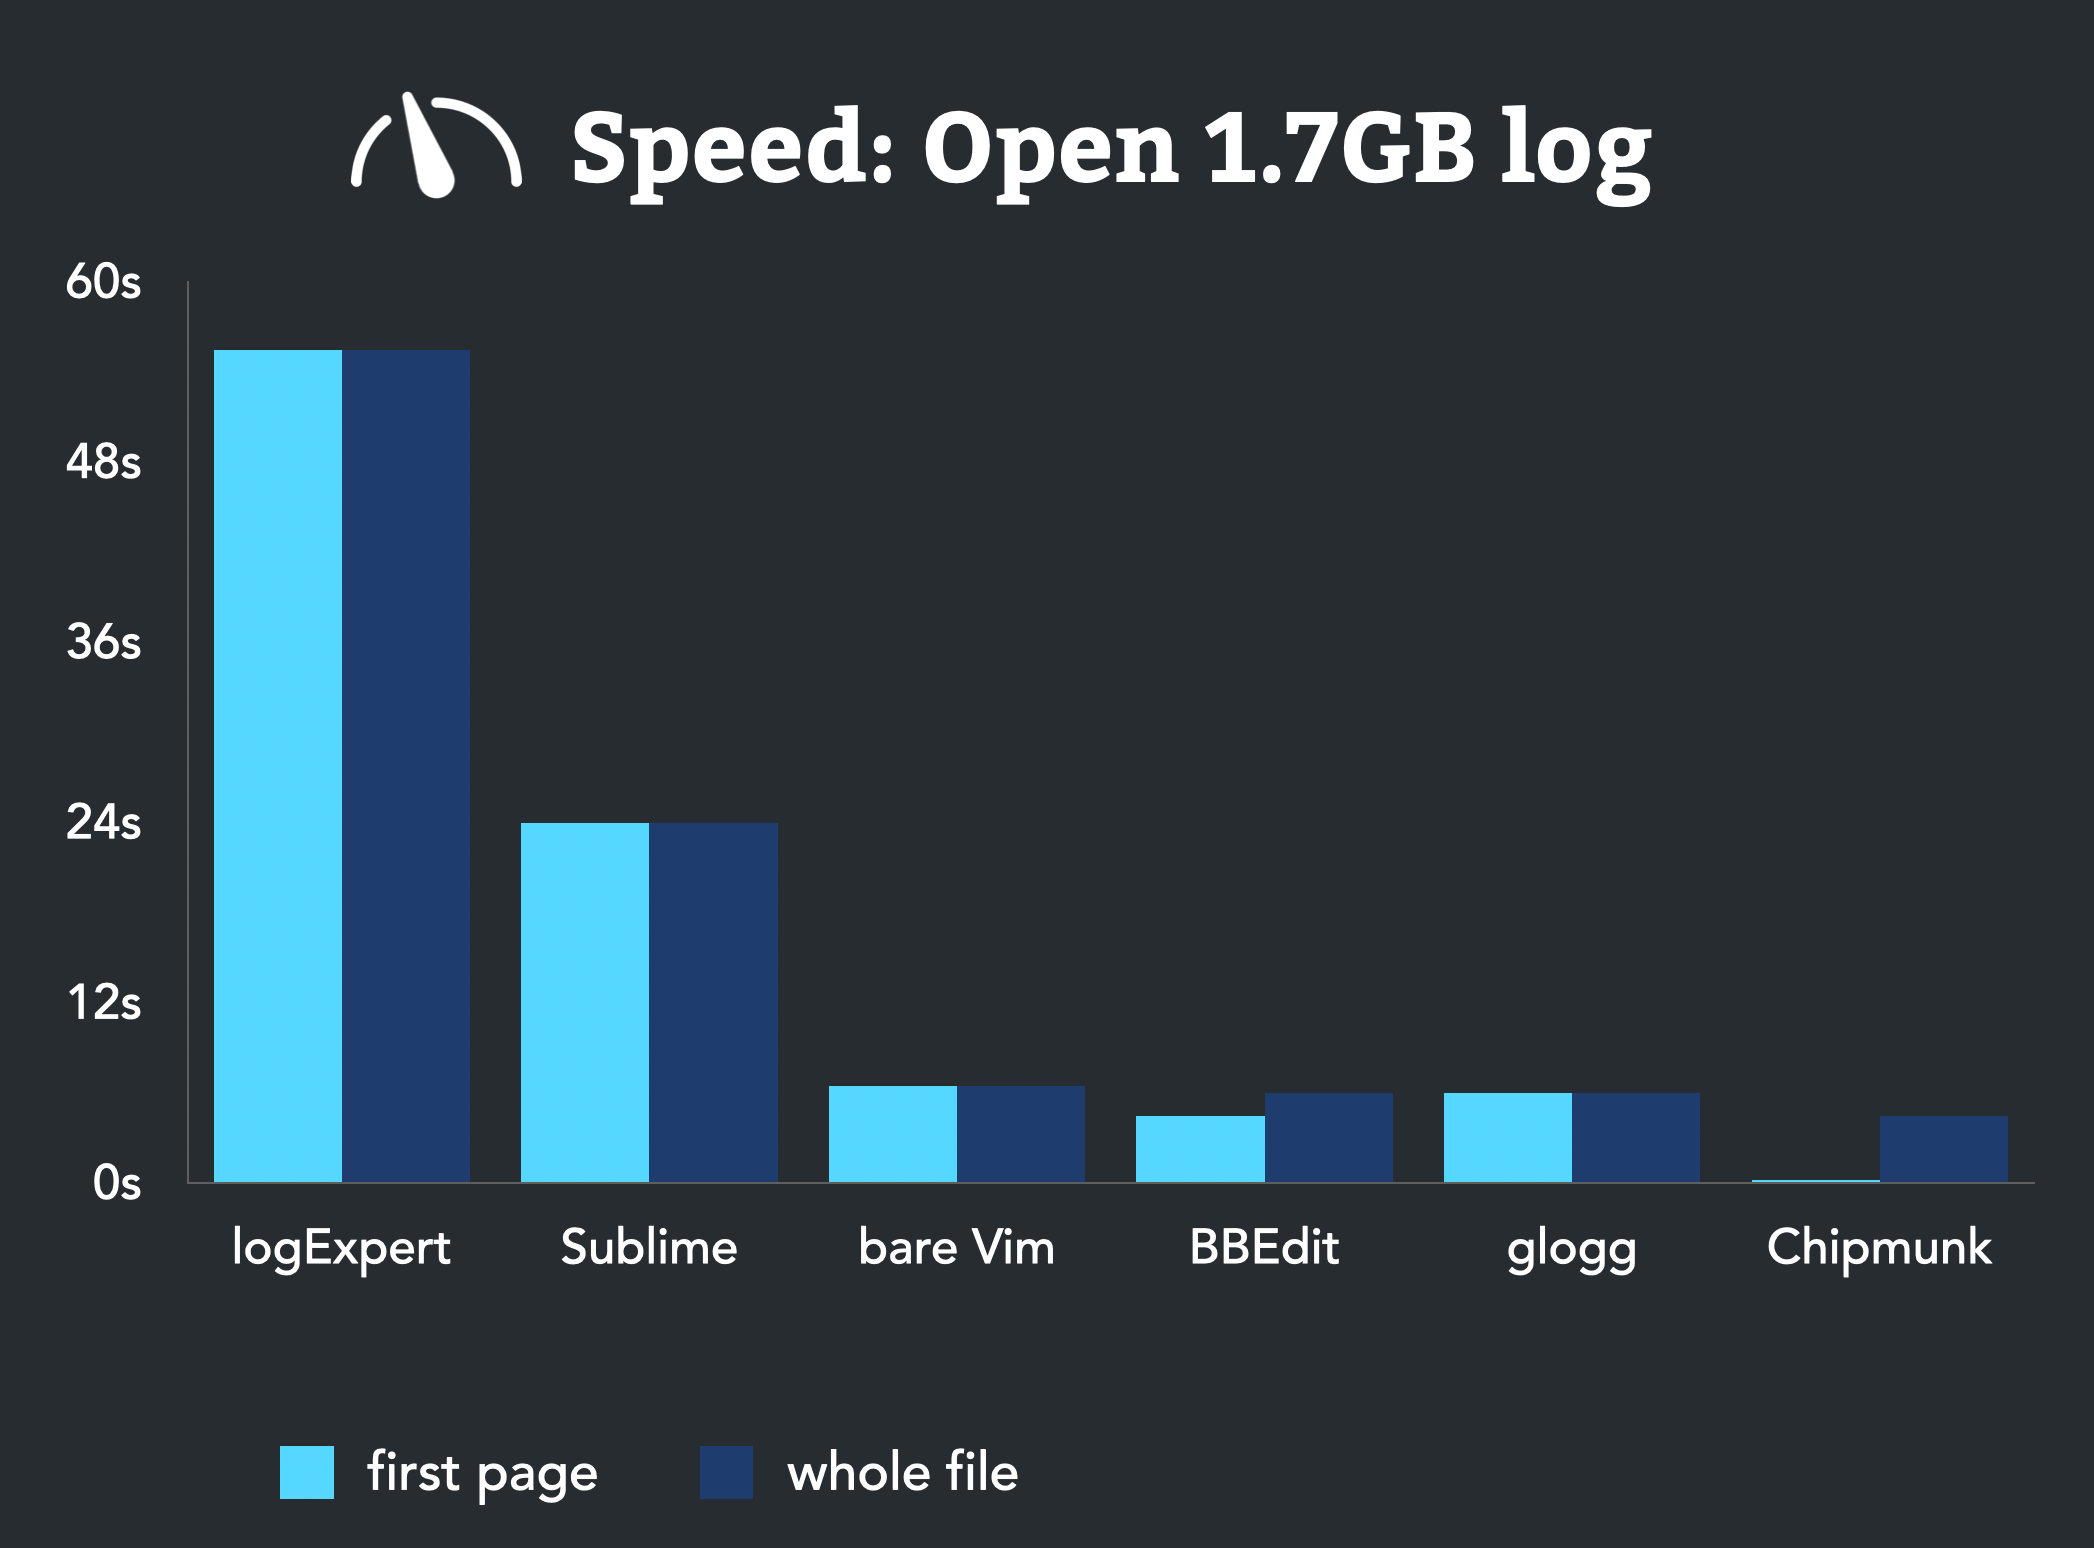 Speed: Open 1.7GB log
60s
48s
36s
24s
12s
0s
logExpert Sublime bare Vim BBEdit glogg Chipmunk
first page whole file